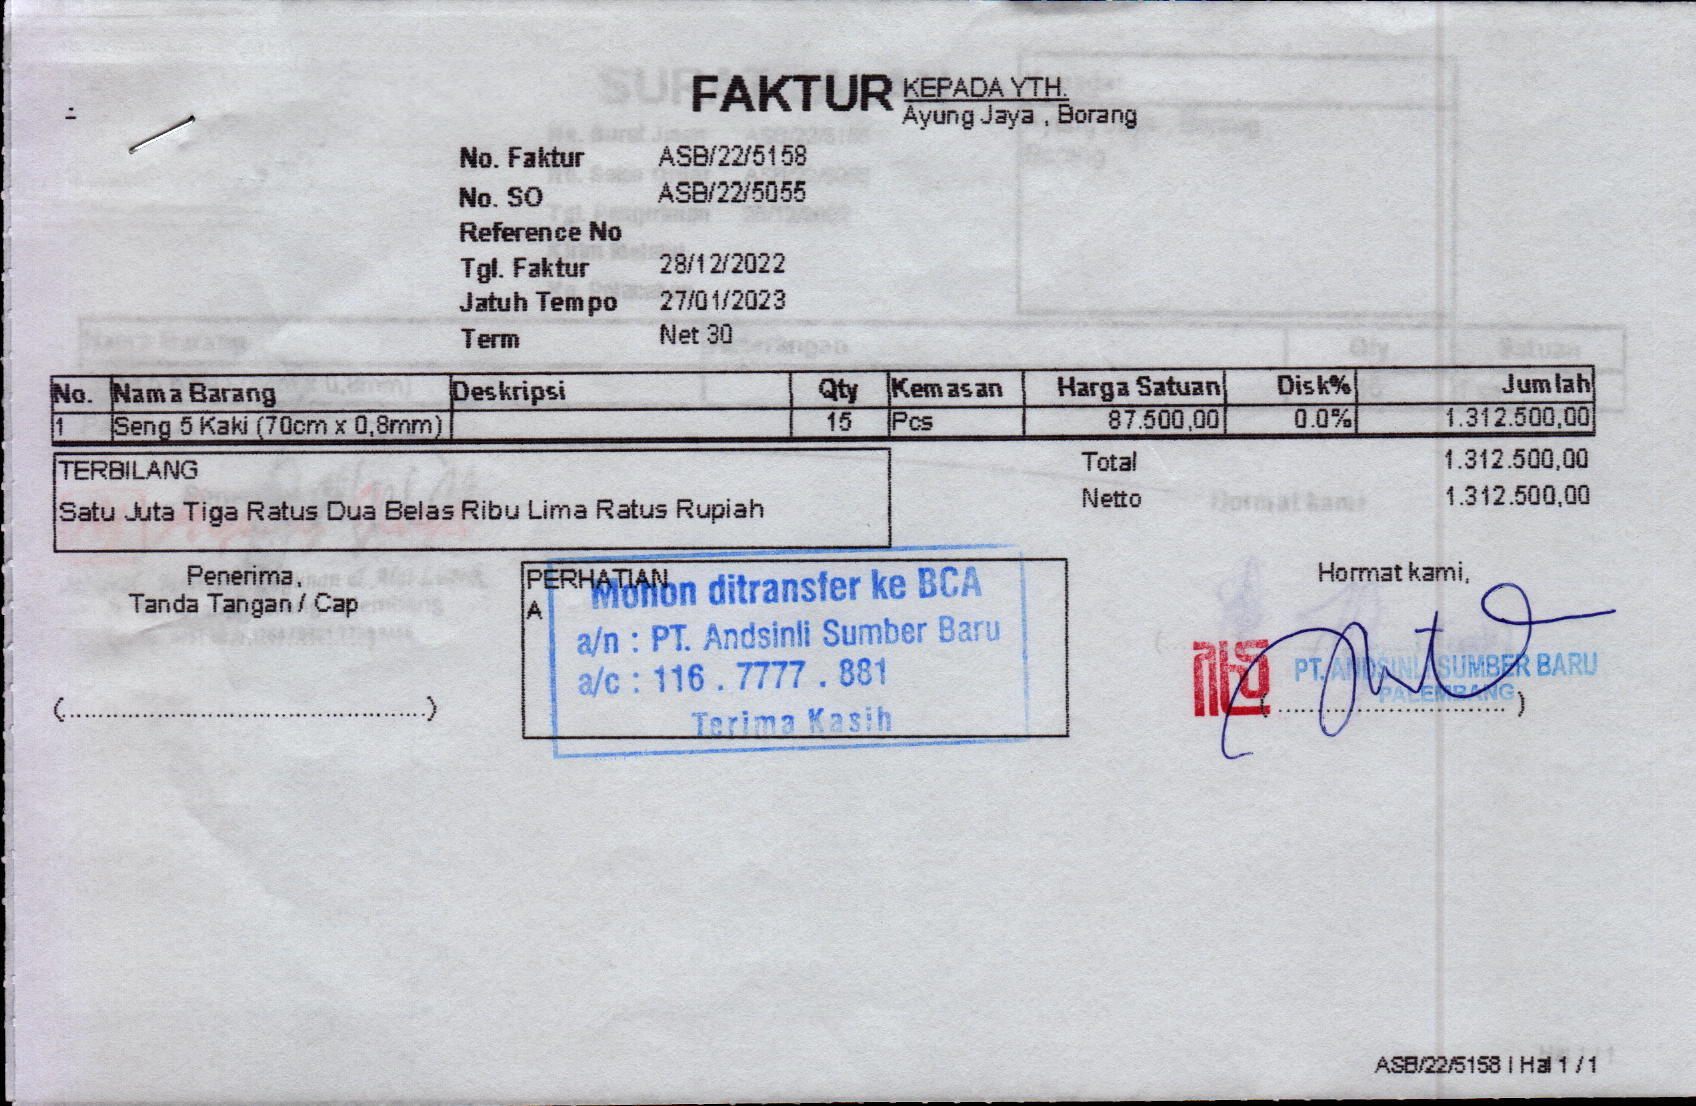 FAKTUR
KEPADA YTH.
Ayung Jaya , Borang
No. Faktur ASB/22/5158
No. SO ASB/22/5055
Reference No
Tgl. Faktur 28/12/2022
Jatuh Tempo 27/01/2023
Term Net 30
No. Nama Barang Deskripsi Qty Kemasan Harga Satuan Disk% Jumlah
1 Seng 5 Kaki (70cm x 0,8mm) 15 Pcs 87.500,00 0.0% 1.312.500,00
TERBILANG
Satu Juta Tiga Ratus Dua Belas Ribu Lima Ratus Rupiah
Total 1.312.500,00
Netto 1.312.500,00
Penerima,
Tanda Tangan / Cap
(..............................................)
PERHATIAN
A
Mohon ditransfer ke BCA
a/n : PT. Andsinli Sumber Baru
a/c : 116 . 7777 . 881
Terima Kasih
Hormat kami,
PT. ANDSINLI SUMBER BARU
PALEMBANG
( .............................. )
ASB/22/5158 | Hal 1 / 1